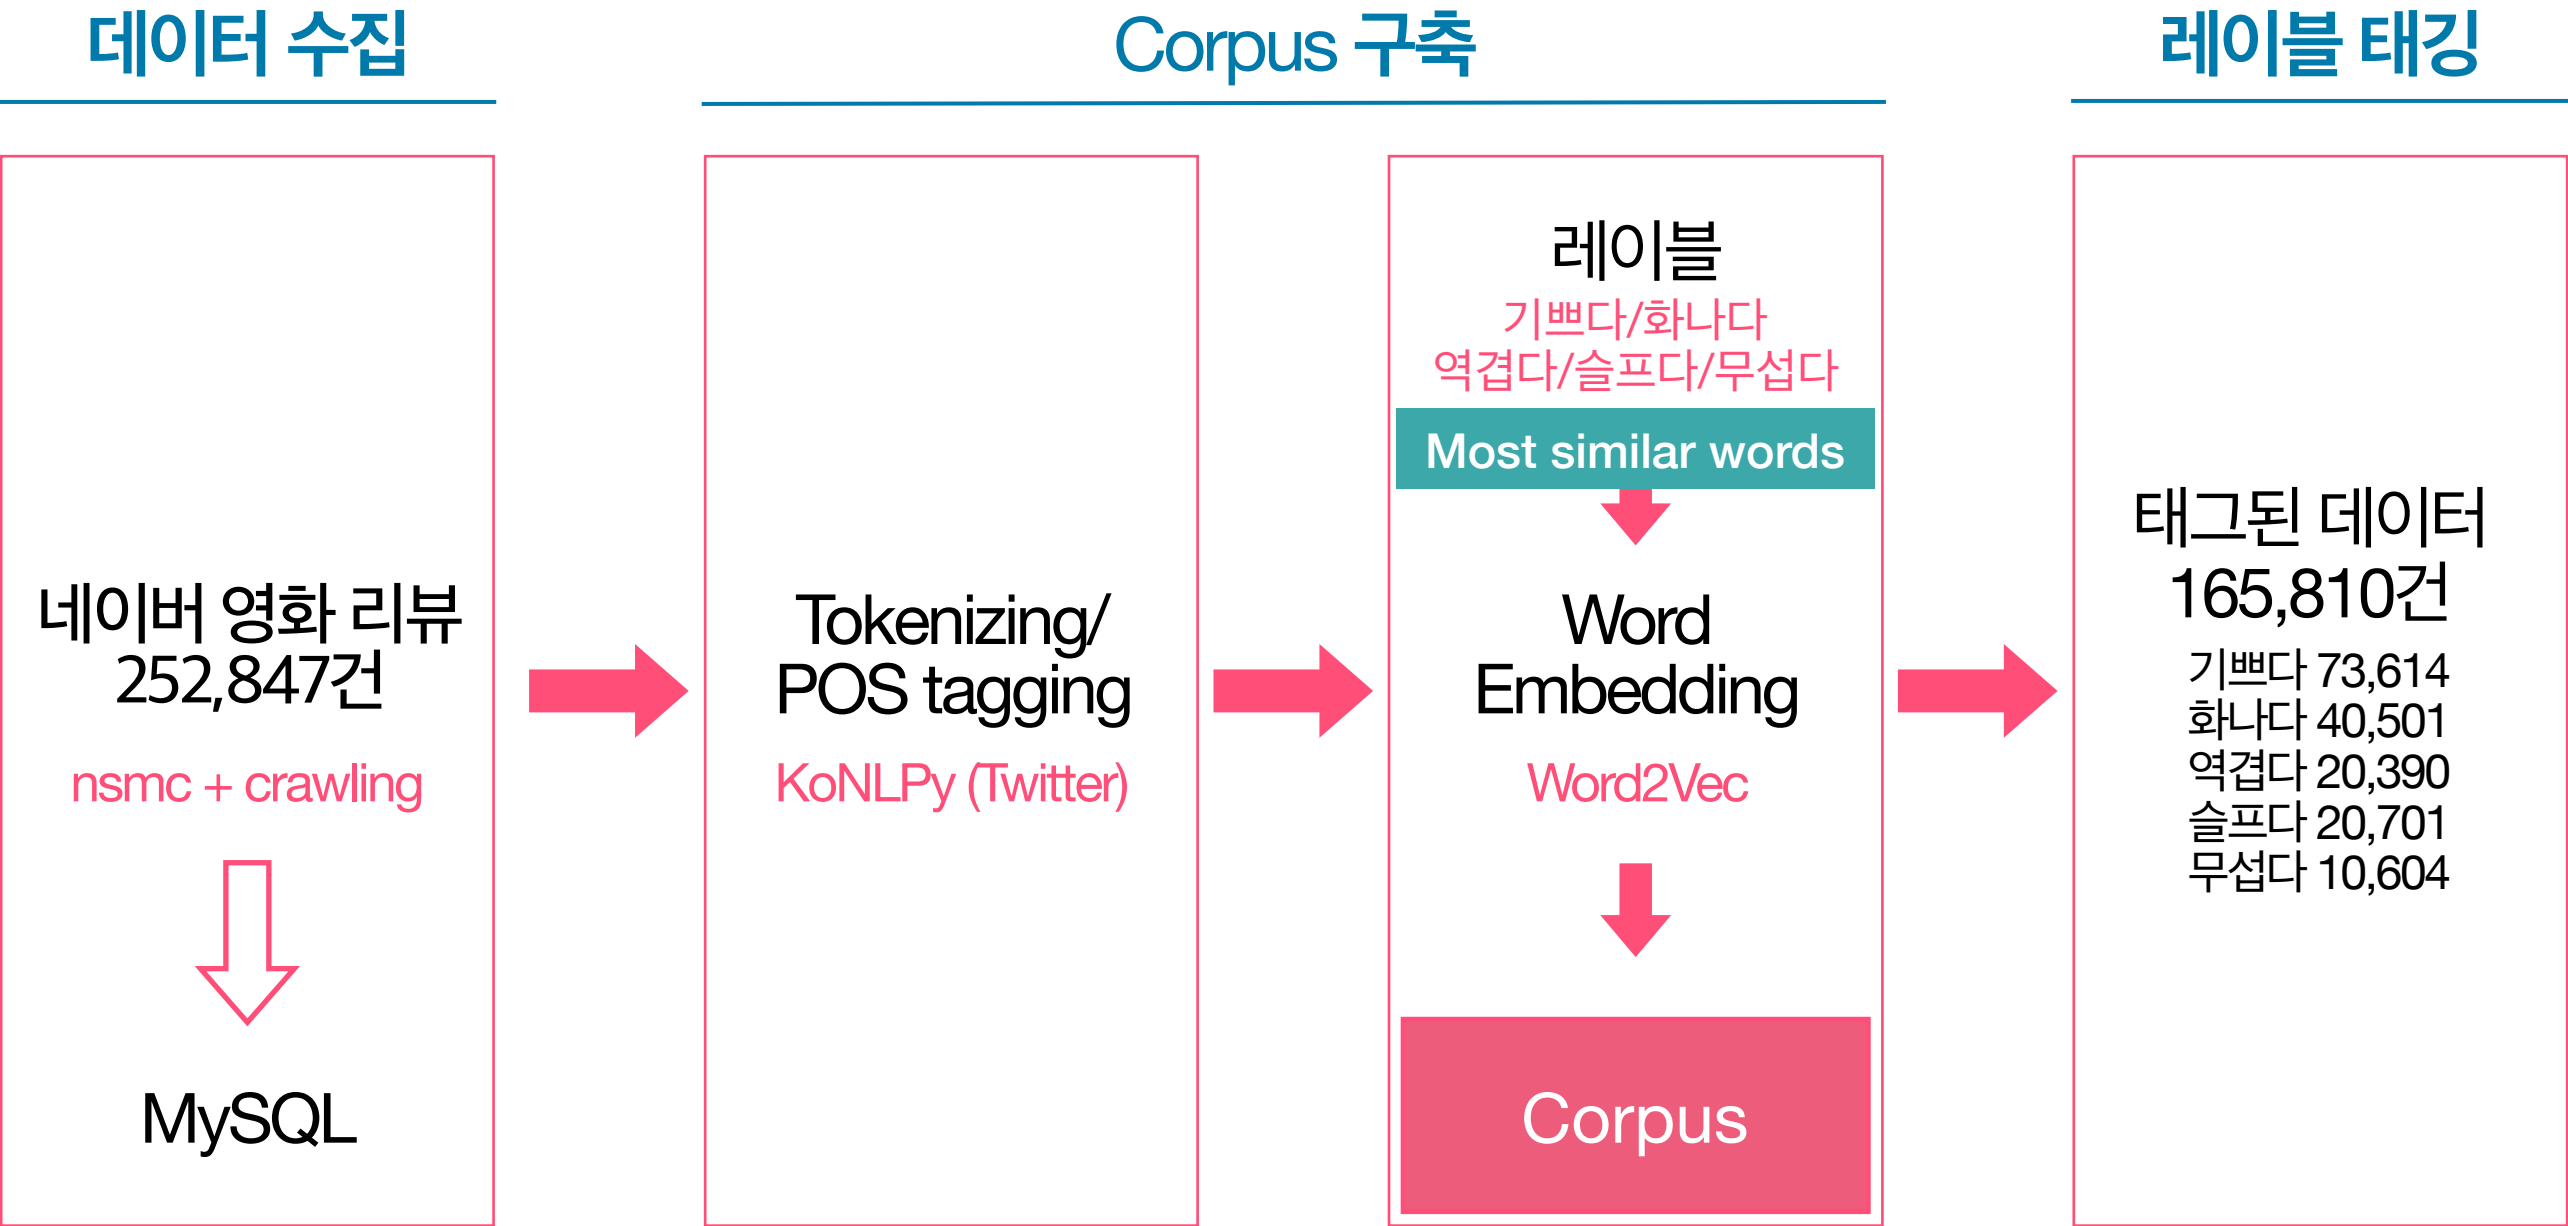 데이터 수집
네이버 영화 리뷰
252,847건
nsmc + crawling
MySQL
Corpus 구축
Tokenizing/
POS tagging
KoNLPy (Twitter)
레이블
기쁘다/화나다
역겹다/슬프다/무섭다
Most similar words
Word
Embedding
Word2Vec
Corpus
레이블 태깅
태그된 데이터
165,810건
기쁘다 73,614
화나다 40,501
역겹다 20,390
슬프다 20,701
무섭다 10,604